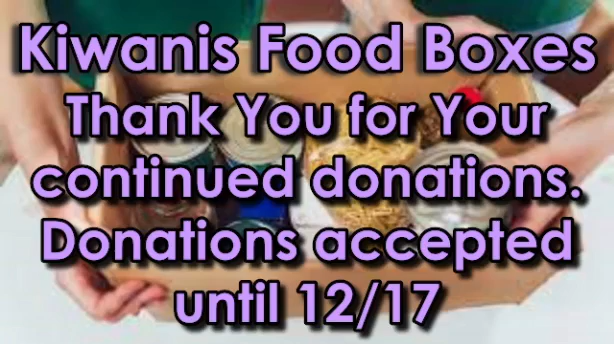 Kiwanis Food Boxes
Thank You for Your
continued donations.
Donations accepted
until 12/17